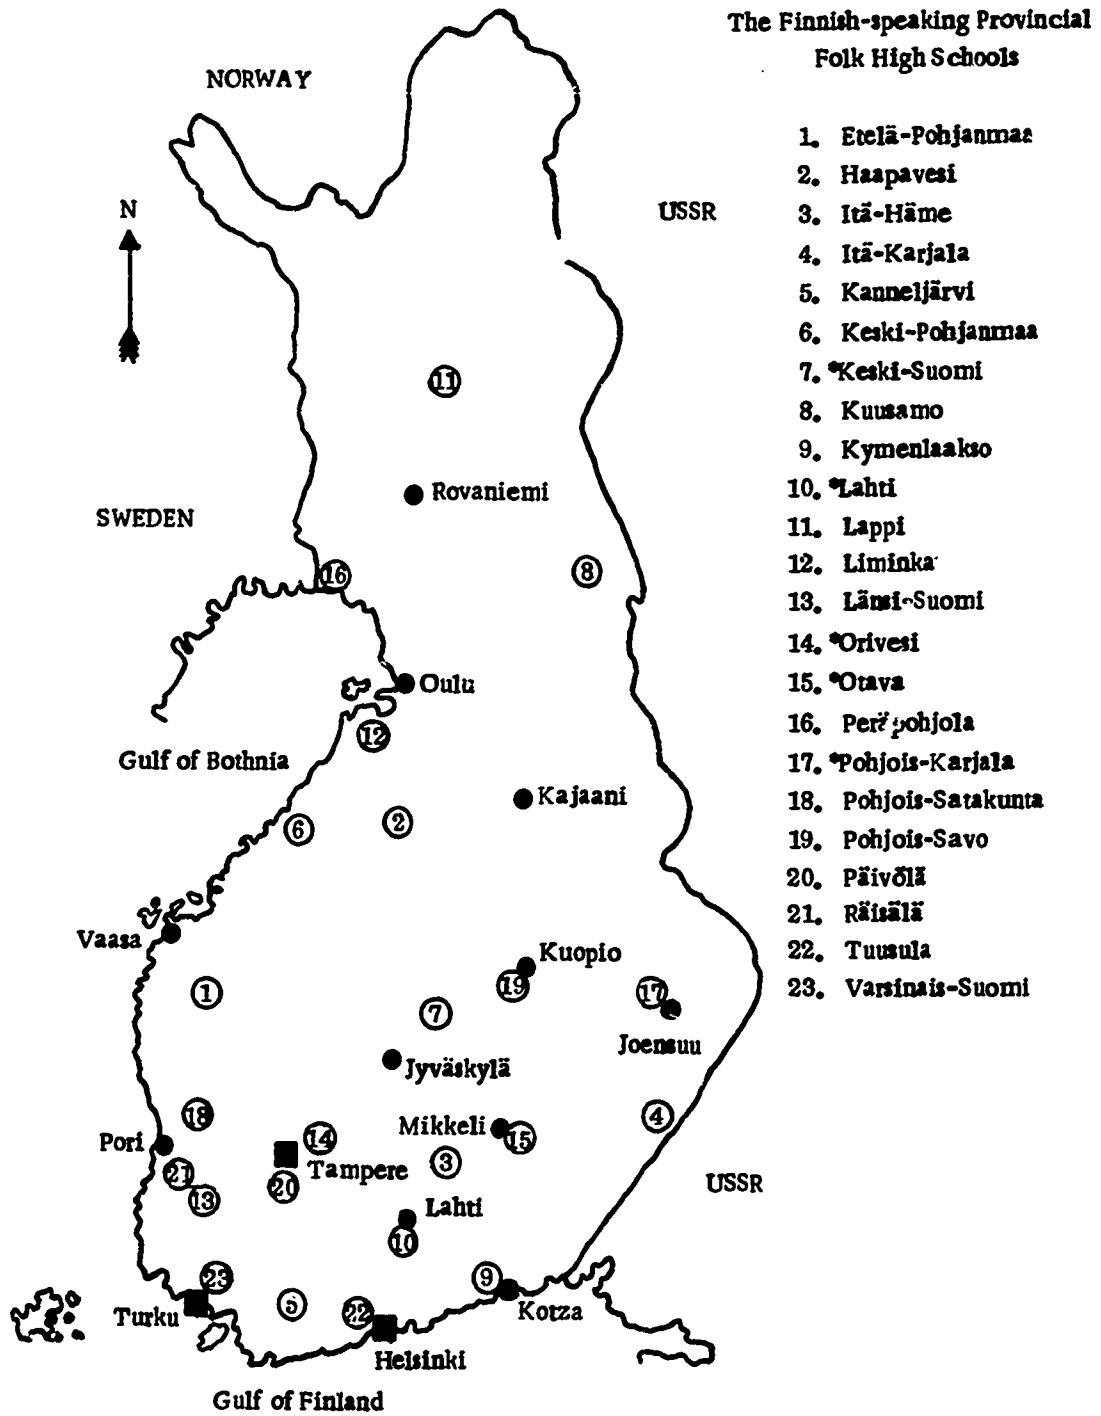 The Finnish-speaking Provincial
Folk High Schools
1. Etelä-Pohjanmaa
2. Haapavesi
3. Itä-Häme
4. Itä-Karjala
5. Kanneljärvi
6. Keski-Pohjanmaa
7. *Keski-Suomi
8. Kuusamo
9. Kymenlaakso
10. *Lahti
11. Lappi
12. Liminka
13. Länsi-Suomi
14. *Orivesi
15. *Otava
16. Peräpohjola
17. *Pohjois-Karjala
18. Pohjois-Satakunta
19. Pohjois-Savo
20. Päivölä
21. Räisälä
22. Tuusula
23. Varsinais-Suomi
NORWAY
N
USSR
11
Rovaniemi
SWEDEN
16
8
Oulu
12
Gulf of Bothnia
Kajaani
6
2
Vaasa
Kuopio
19
17
1
7
Joensuu
Jyväskylä
18
4
Mikkeli
15
Pori
14
Tampere
3
21
20
13
USSR
Lahti
10
23
9
5
22
Turku
Kotza
Helsinki
Gulf of Finland